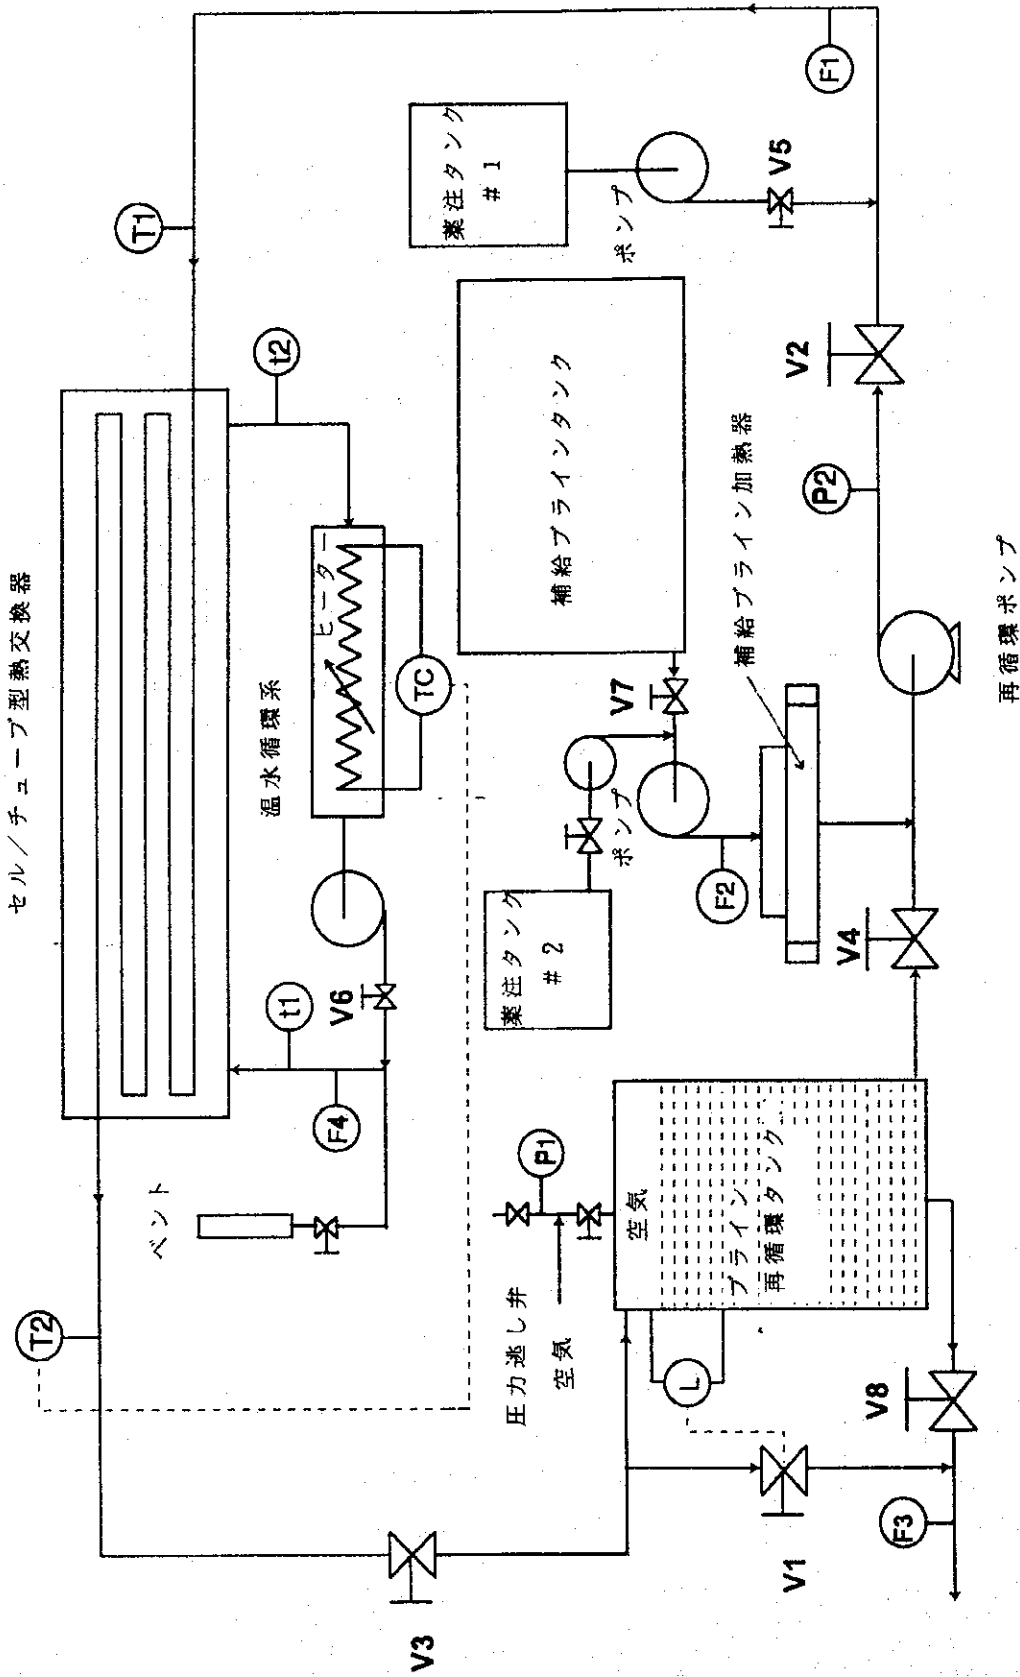 セル／チューブ型熱交換器
T1
T2
t2
t1
F4
V6
温水循環系
ヒーター
TC
ベント
薬注タンク
＃1
ポンプ
V5
F1
補給ブラインタンク
V7
薬注タンク
＃2
ポンプ
F2
補給ブライン加熱器
V2
P2
再循環ポンプ
V4
P1
圧力逃し弁
空気
空気
ブライン
再循環タンク
L
V8
V3
V1
F3